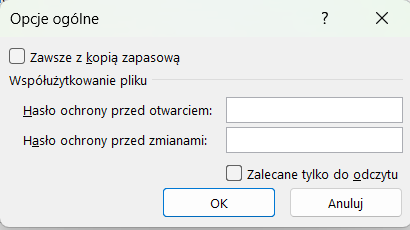 Opcje ogólne ?
Zawsze z kopią zapasową
Współużytkowanie pliku
Hasło ochrony przed otwarciem:
Hasło ochrony przed zmianami:
Zalecane tylko do odczytu
OK Anuluj